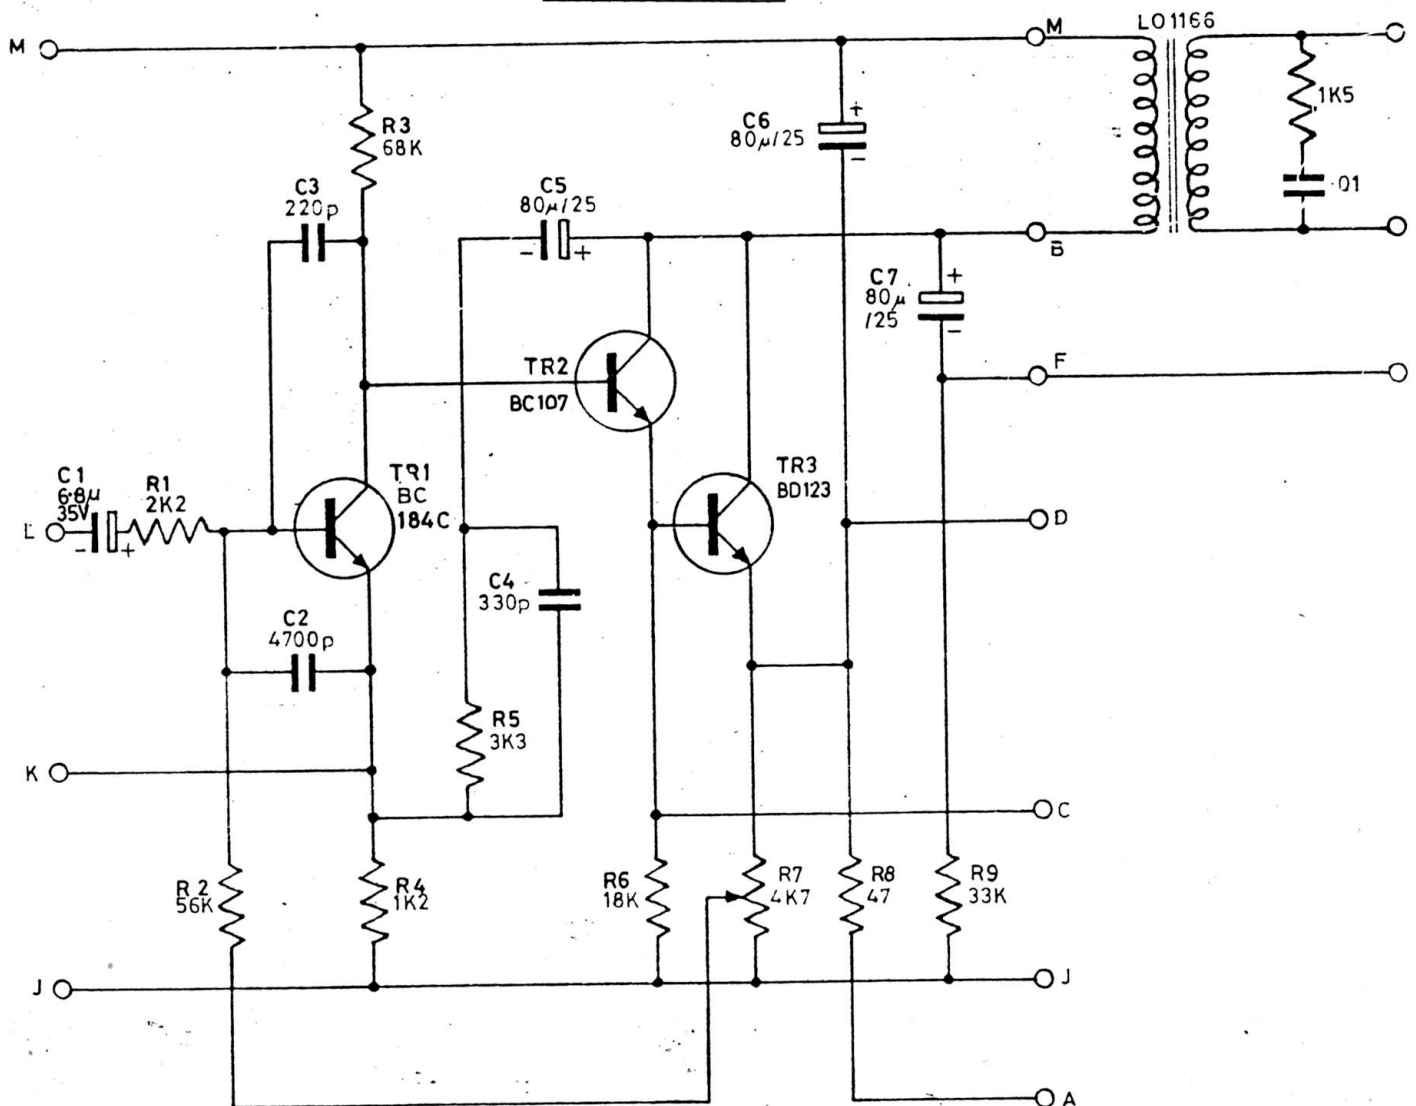 M
M
LO1166
R3
68K
C6
80μ/25
+
−
1K5
·01
C3
220p
C5
80μ/25
−
+
B
C7
80μ
/25
+
−
TR2
BC107
F
C1
6·8μ
35V
R1
2K2
TR1
BC
184C
TR3
BD123
L
−
+
D
C4
330p
C2
4700p
R5
3K3
K
C
R2
56K
R4
1K2
R6
18K
R7
4K7
R8
47
R9
33K
J
J
A